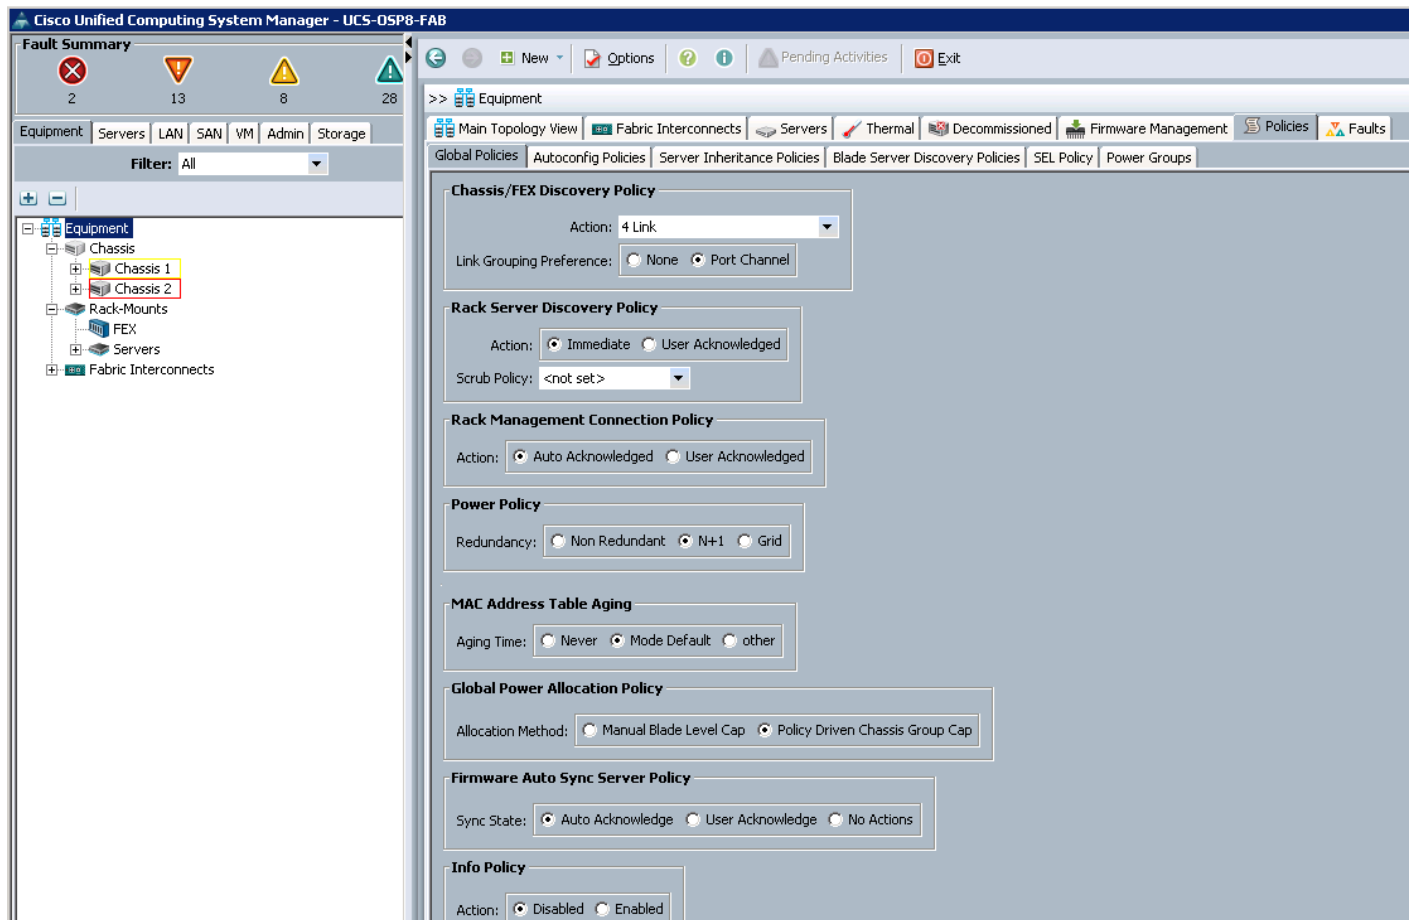 Cisco Unified Computing System Manager - UCS-OSP8-FAB
Fault Summary
2 13 8 28
New Options Pending Activities Exit
>> Equipment
Equipment Servers LAN SAN VM Admin Storage
Filter: All
Main Topology View Fabric Interconnects Servers Thermal Decommissioned Firmware Management Policies Faults
Global Policies Autoconfig Policies Server Inheritance Policies Blade Server Discovery Policies SEL Policy Power Groups
Equipment
Chassis
Chassis 1
Chassis 2
Rack-Mounts
FEX
Servers
Fabric Interconnects
Chassis/FEX Discovery Policy
Action: 4 Link
Link Grouping Preference: None Port Channel
Rack Server Discovery Policy
Action: Immediate User Acknowledged
Scrub Policy: <not set>
Rack Management Connection Policy
Action: Auto Acknowledged User Acknowledged
Power Policy
Redundancy: Non Redundant N+1 Grid
MAC Address Table Aging
Aging Time: Never Mode Default other
Global Power Allocation Policy
Allocation Method: Manual Blade Level Cap Policy Driven Chassis Group Cap
Firmware Auto Sync Server Policy
Sync State: Auto Acknowledge User Acknowledge No Actions
Info Policy
Action: Disabled Enabled